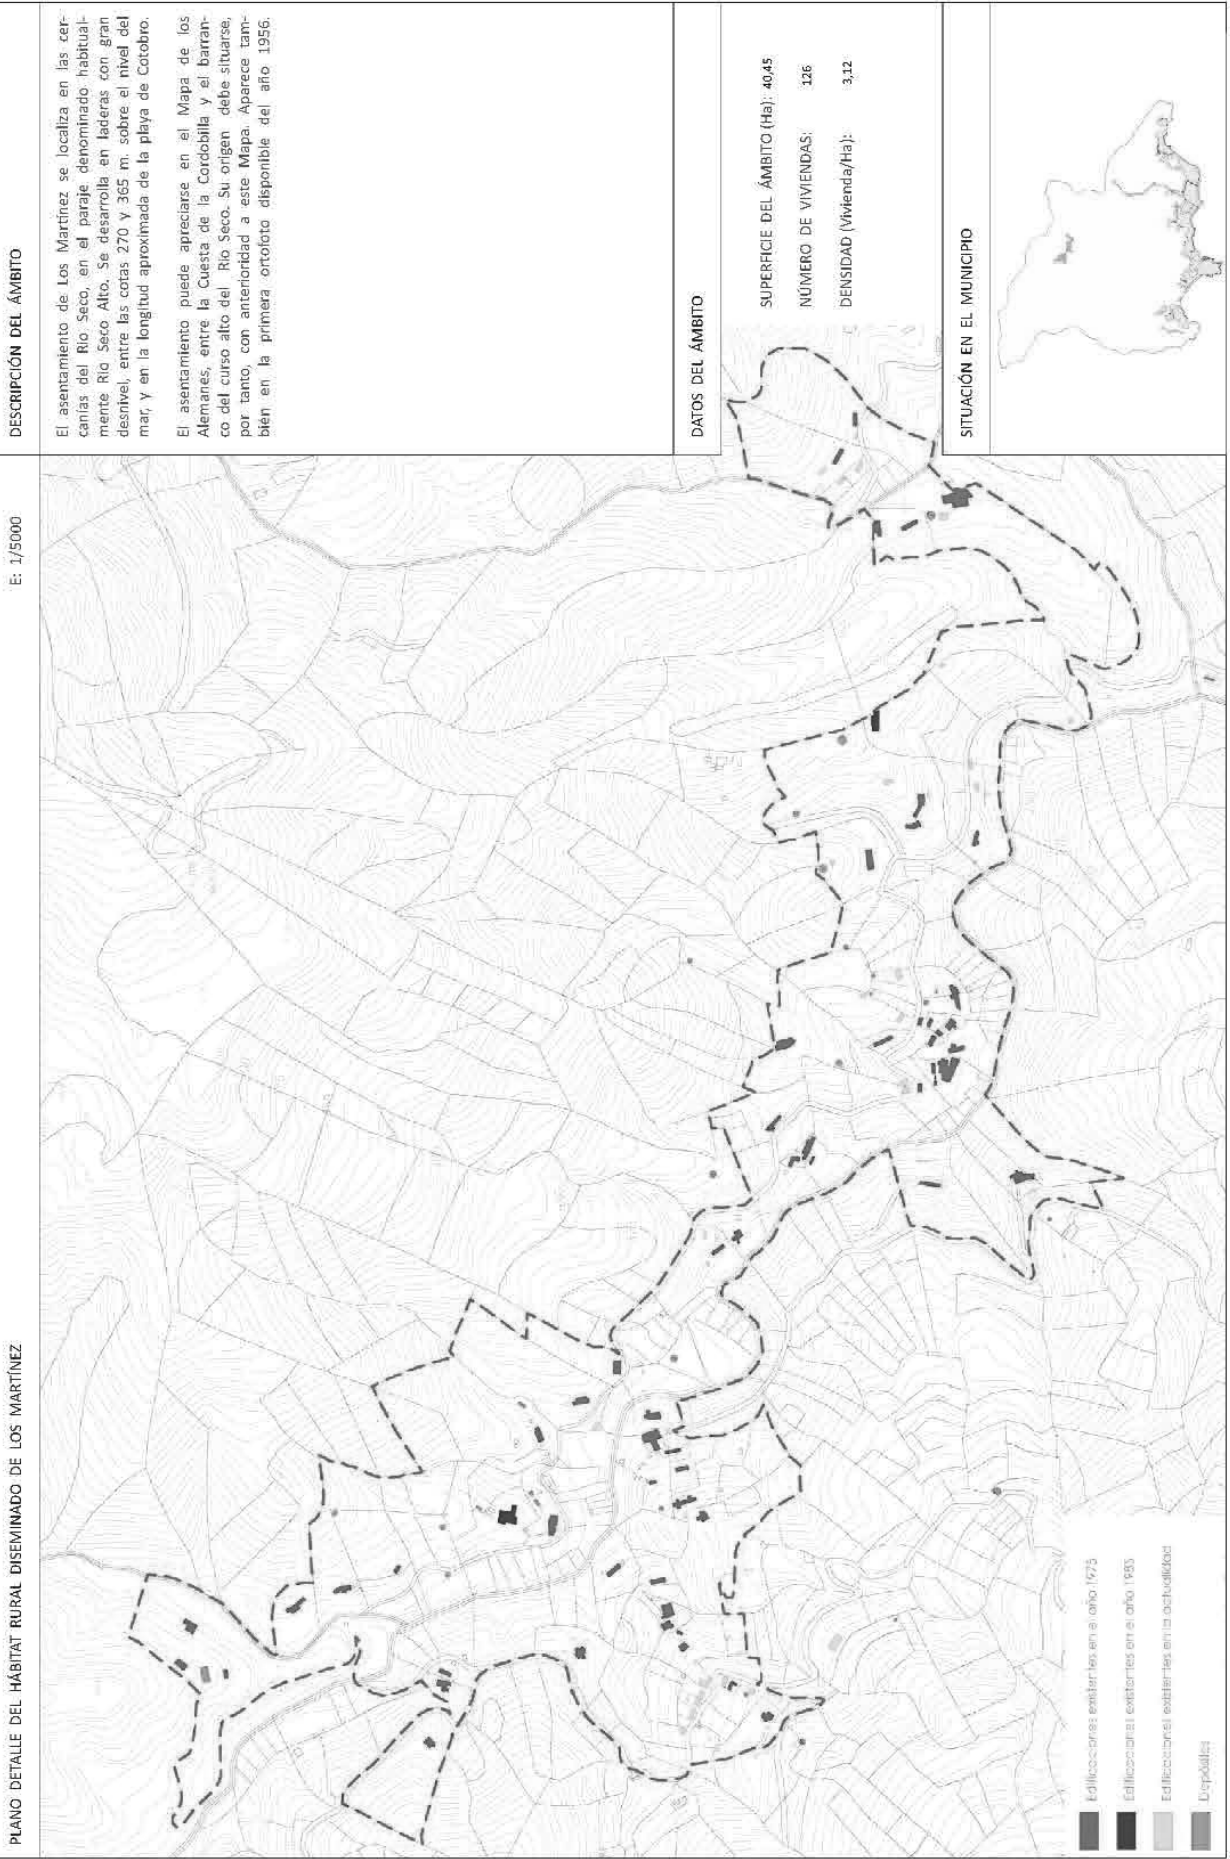 PLANO DETALLE DEL HÁBITAT RURAL DISEMINADO DE LOS MARTÍNEZ
E: 1/5000
DESCRIPCIÓN DEL ÁMBITO
El asentamiento de Los Martínez se localiza en las cer-
canías del Río Seco, en el paraje denominado habitual-
mente Río Seco Alto. Se desarrolla en laderas con gran
desnivel, entre las cotas 270 y 365 m. sobre el nivel del
mar, y en la longitud aproximada de la playa de Cotobro.
El asentamiento puede apreciarse en el Mapa de los
Alemanes, entre la Cuesta de la Cordobilla y el barran-
co del curso alto del Río Seco. Su origen debe situarse,
por tanto, con anterioridad a este Mapa. Aparece tam-
bién en la primera ortofoto disponible del año 1956.
DATOS DEL ÁMBITO
SUPERFICIE DEL ÁMBITO (Ha): 40,45
NÚMERO DE VIVIENDAS: 126
DENSIDAD (Vivienda/Ha): 3,12
SITUACIÓN EN EL MUNICIPIO
Edificaciones existentes en el año 1975
Edificaciones existentes en el año 1985
Edificaciones existentes en la actualidad
Depósitos